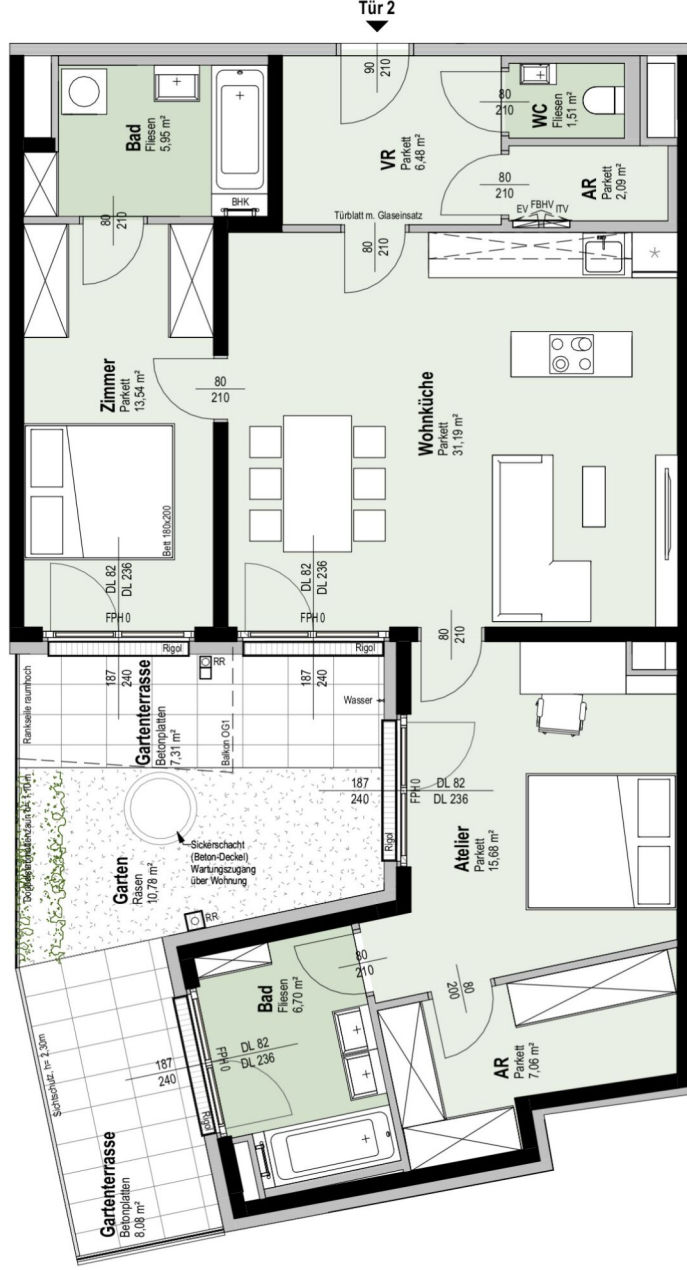 Tür 2
90
210
Bad
Fliesen
5,95 m²
BHK
VR
Parkett
6,48 m²
80
210
WC
Fliesen
1,51 m²
80
210
AR
Parkett
2,09 m²
EV
FBHV
ITV
Türblatt m. Glaseinsatz
80
210
80
210
Zimmer
Parkett
13,54 m²
80
210
Wohnküche
Parkett
31,19 m²
Bett 180x200
DL 82
DL 236
FPH 0
DL 82
DL 236
FPH 0
80
210
Rigol
Rigol
187
240
187
240
RR
Rankseile raumhoch
Gartenterrasse
Betonplatten
7,31 m²
Balkon OG1
Wasser
187
240
FPH 0
DL 82
DL 236
Rigol
Garten
Rasen
10,78 m²
Sickerschacht
(Beton-Deckel)
Wartungszugang
über Wohnung
Atelier
Parkett
15,68 m²
RR
Bad
Fliesen
6,70 m²
80
210
80
200
Sichtschutz, h= 2,30m
187
240
FPH 0
DL 82
DL 236
Rigol
AR
Parkett
7,06 m²
Gartenterrasse
Betonplatten
8,08 m²